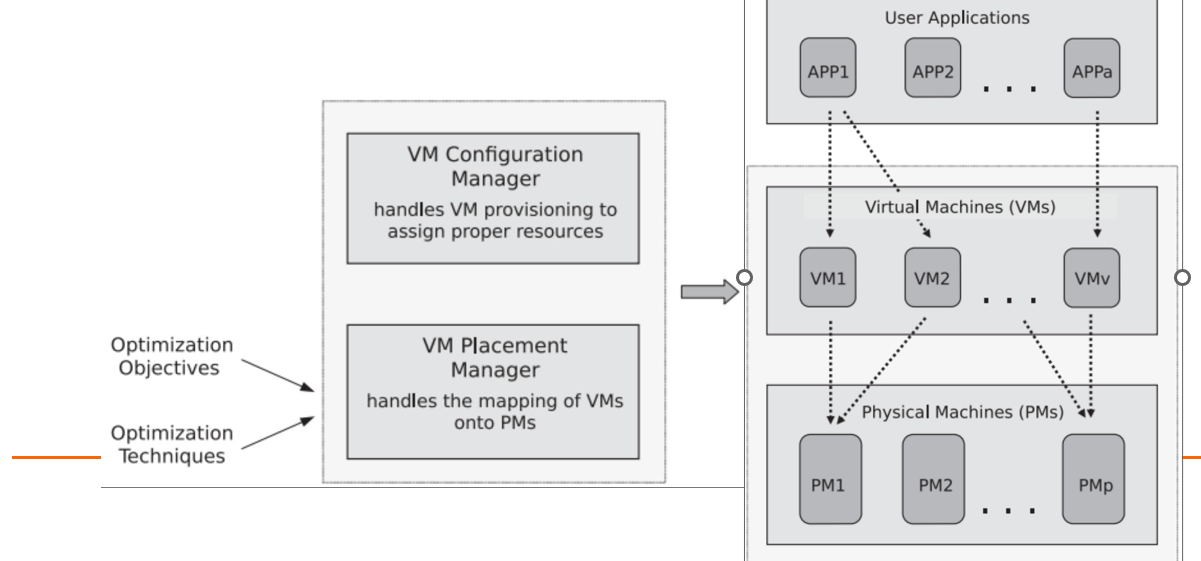 User Applications
APP1
APP2
. . .
APPa
VM Configuration
Manager
handles VM provisioning to
assign proper resources
Virtual Machines (VMs)
VM1
VM2
. . .
VMv
Optimization
Objectives
Optimization
Techniques
VM Placement
Manager
handles the mapping of VMs
onto PMs
Physical Machines (PMs)
PM1
PM2
. . .
PMp